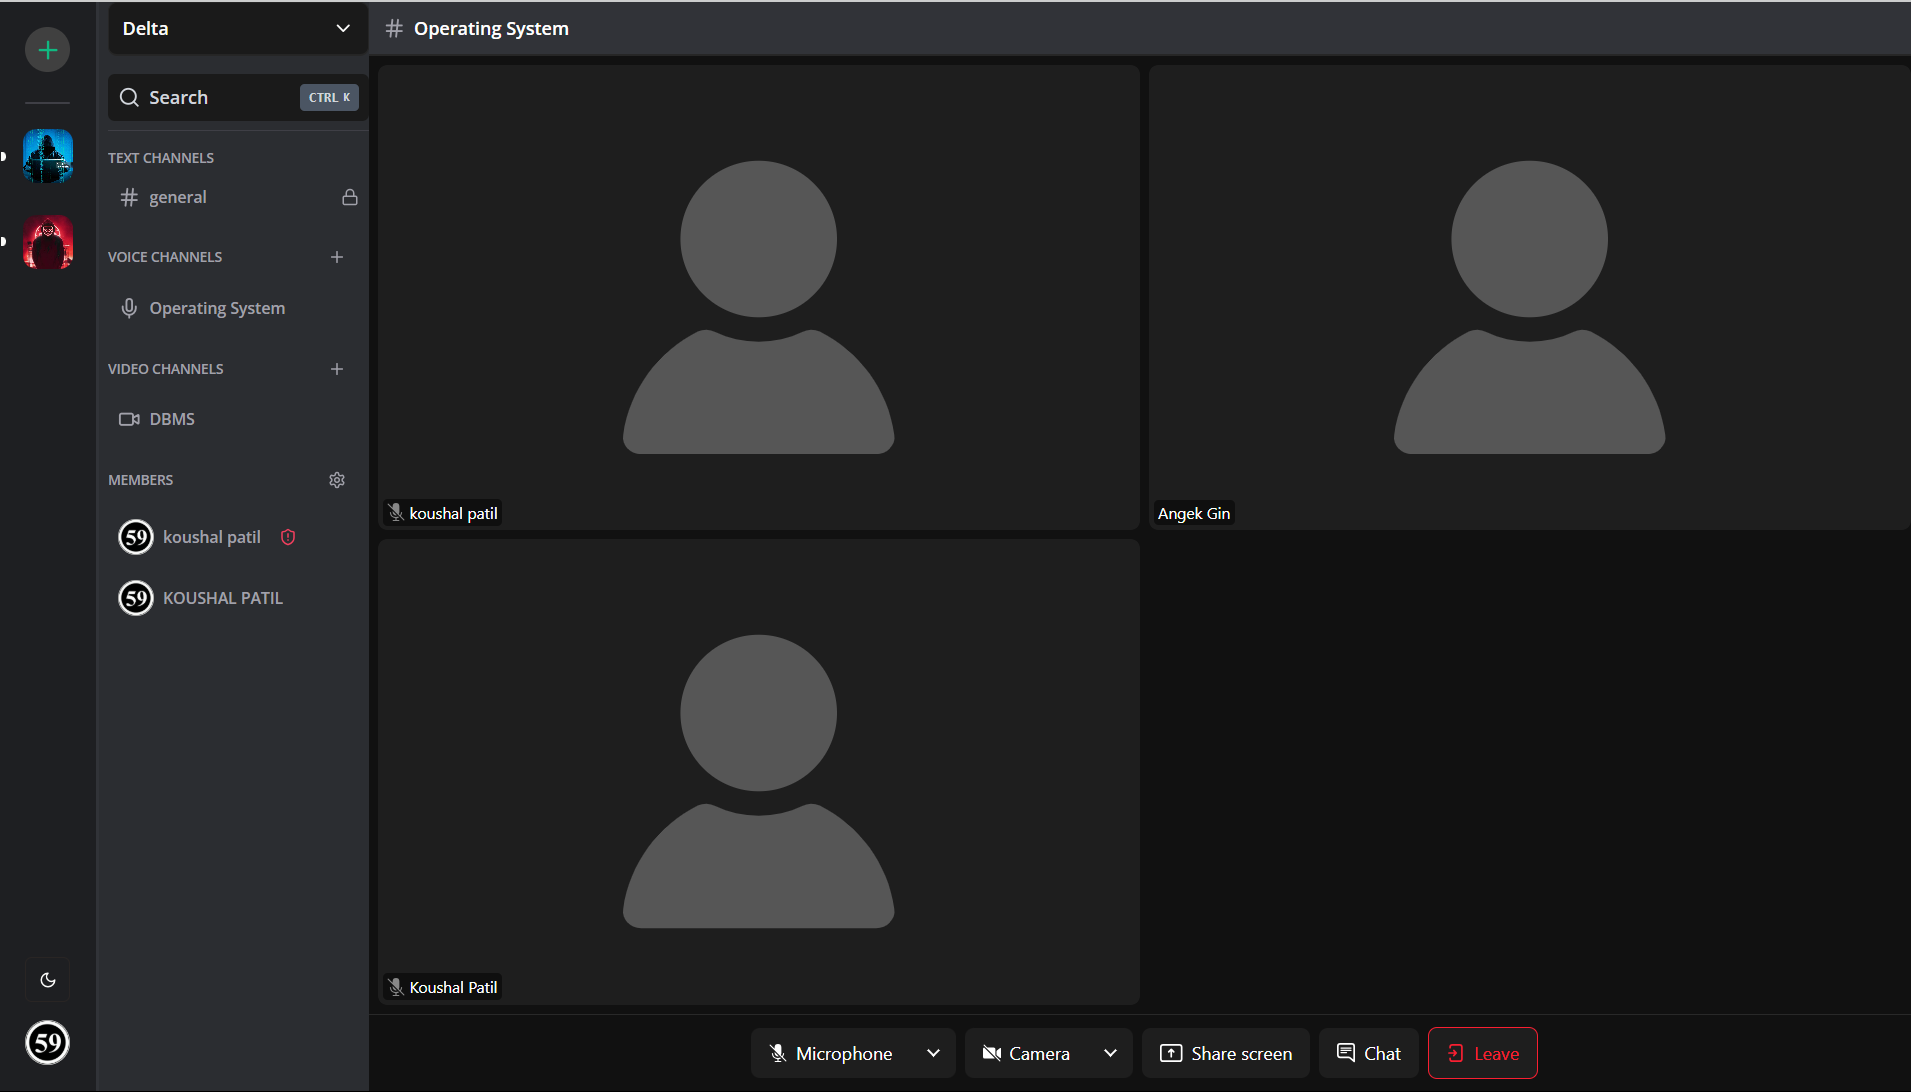 Delta
Search
CTRL K
TEXT CHANNELS
general
VOICE CHANNELS
Operating System
VIDEO CHANNELS
DBMS
MEMBERS
59 koushal patil
59 KOUSHAL PATIL
59
# Operating System
koushal patil
Angek Gin
Koushal Patil
Microphone
Camera
Share screen
Chat
Leave